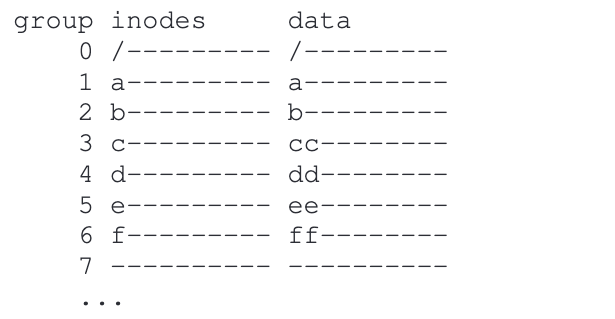 group inodes     data
    0 /--------- /---------
    1 a--------- a---------
    2 b--------- b---------
    3 c--------- cc--------
    4 d--------- dd--------
    5 e--------- ee--------
    6 f--------- ff--------
    7 ---------- ----------
    ...